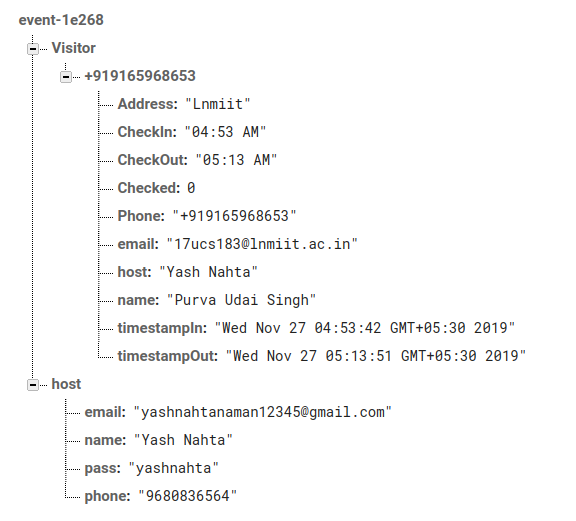 event-1e268
Visitor
+919165968653
Address: "Lnmiit"
CheckIn: "04:53 AM"
CheckOut: "05:13 AM"
Checked: 0
Phone: "+919165968653"
email: "17ucs183@lnmiit.ac.in"
host: "Yash Nahta"
name: "Purva Udai Singh"
timestampIn: "Wed Nov 27 04:53:42 GMT+05:30 2019"
timestampOut: "Wed Nov 27 05:13:51 GMT+05:30 2019"
host
email: "yashnahtanaman12345@gmail.com"
name: "Yash Nahta"
pass: "yashnahta"
phone: "9680836564"